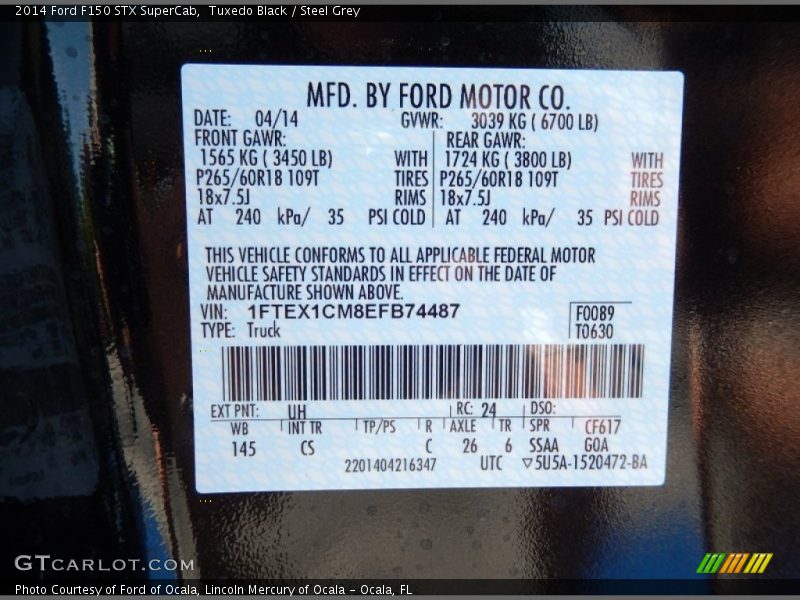 2014 Ford F150 STX SuperCab, Tuxedo Black / Steel Grey
MFD. BY FORD MOTOR CO.
DATE: 04/14 GVWR: 3039 KG ( 6700 LB)
FRONT GAWR: REAR GAWR:
1565 KG ( 3450 LB) WITH 1724 KG ( 3800 LB) WITH
P265/60R18 109T TIRES P265/60R18 109T TIRES
18x7.5J RIMS 18x7.5J RIMS
AT 240 kPa/ 35 PSI COLD AT 240 kPa/ 35 PSI COLD
THIS VEHICLE CONFORMS TO ALL APPLICABLE FEDERAL MOTOR
VEHICLE SAFETY STANDARDS IN EFFECT ON THE DATE OF
MANUFACTURE SHOWN ABOVE.
VIN: 1FTEX1CM8EFB74487 F0089
TYPE: Truck T0630
EXT PNT: UH RC: 24 DSO:
WB INT TR TP/PS R AXLE TR SPR CF617
145 CS C 26 6 SSAA GOA
2201404216347 UTC ▽5U5A-1520472-BA
GTCARLOT.COM
Photo Courtesy of Ford of Ocala, Lincoln Mercury of Ocala – Ocala, FL